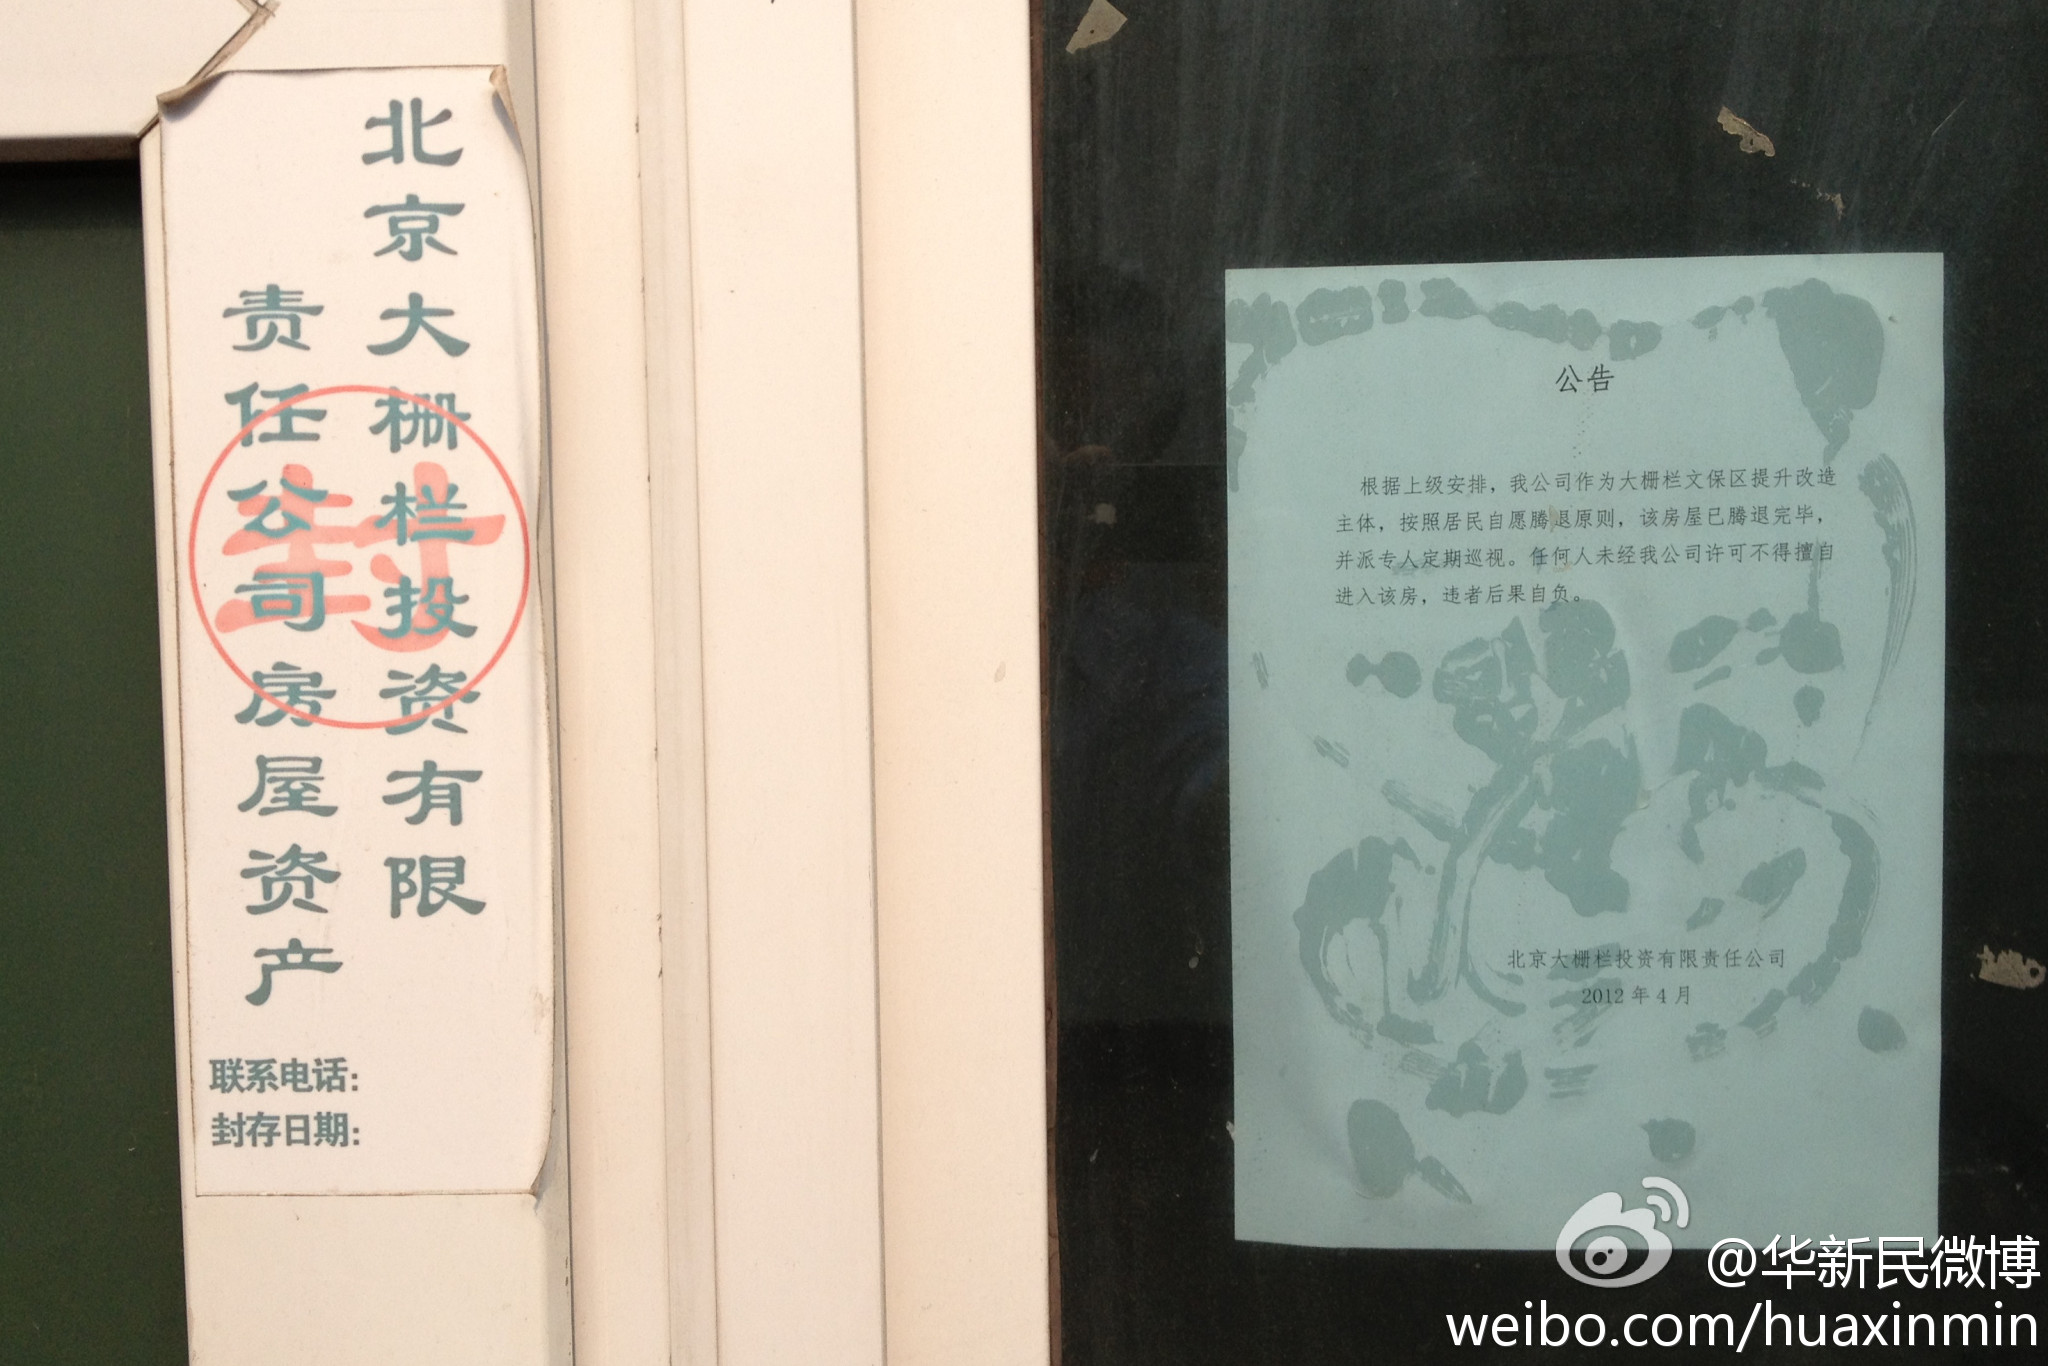 北京大栅栏投资有限
责任公司房屋资产
封
联系电话:
封存日期:
公告
根据上级安排，我公司作为大栅栏文保区提升改造
主体，按照居民自愿腾退原则，该房屋已腾退完毕，
并派专人定期巡视。任何人未经我公司许可不得擅自
进入该房，违者后果自负。
北京大栅栏投资有限责任公司
2012年4月
@华新民微博
weibo.com/huaxinmin